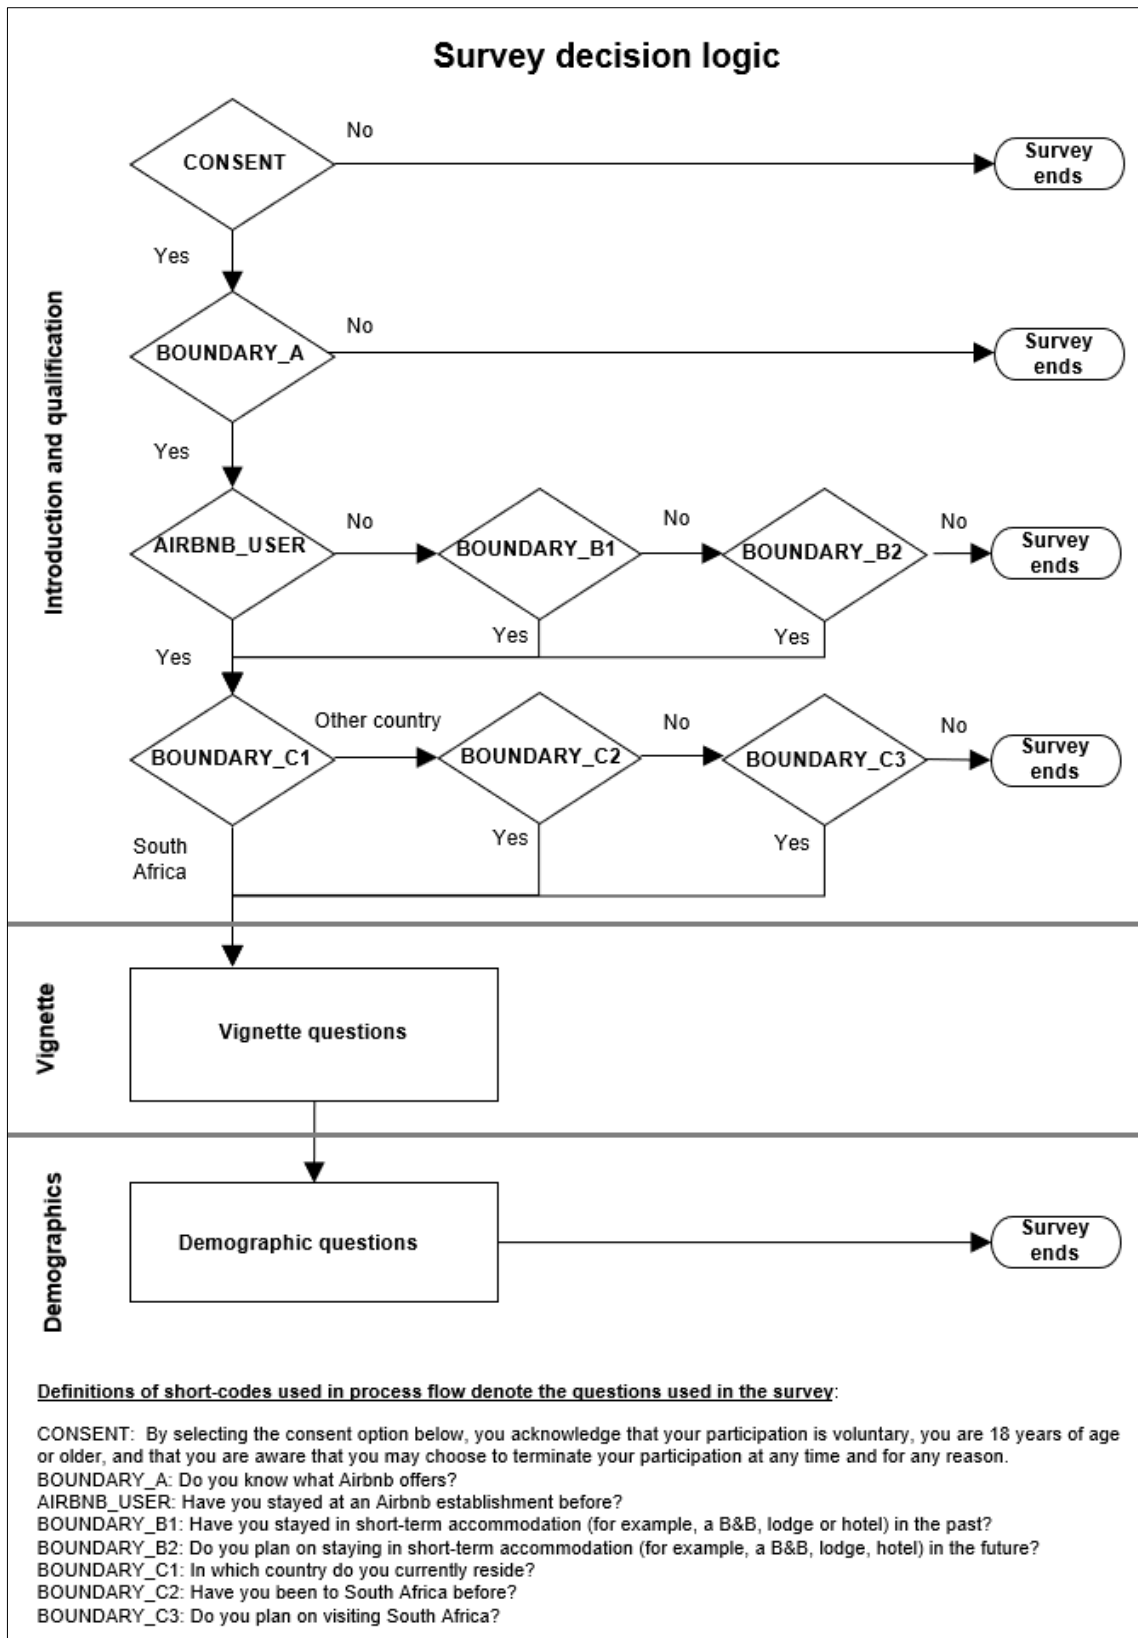 Survey decision logic
Introduction and qualification
CONSENT
No
Survey
ends
Yes
BOUNDARY_A
No
Survey
ends
Yes
AIRBNB_USER
No
BOUNDARY_B1
No
BOUNDARY_B2
No
Survey
ends
Yes
Yes
Yes
BOUNDARY_C1
Other country
BOUNDARY_C2
No
BOUNDARY_C3
No
Survey
ends
South
Africa
Yes
Yes
Vignette
Vignette questions
Demographics
Demographic questions
Survey
ends
Definitions of short-codes used in process flow denote the questions used in the survey:
CONSENT:  By selecting the consent option below, you acknowledge that your participation is voluntary, you are 18 years of age
or older, and that you are aware that you may choose to terminate your participation at any time and for any reason.
BOUNDARY_A: Do you know what Airbnb offers?
AIRBNB_USER: Have you stayed at an Airbnb establishment before?
BOUNDARY_B1: Have you stayed in short-term accommodation (for example, a B&B, lodge or hotel) in the past?
BOUNDARY_B2: Do you plan on staying in short-term accommodation (for example, a B&B, lodge, hotel) in the future?
BOUNDARY_C1: In which country do you currently reside?
BOUNDARY_C2: Have you been to South Africa before?
BOUNDARY_C3: Do you plan on visiting South Africa?